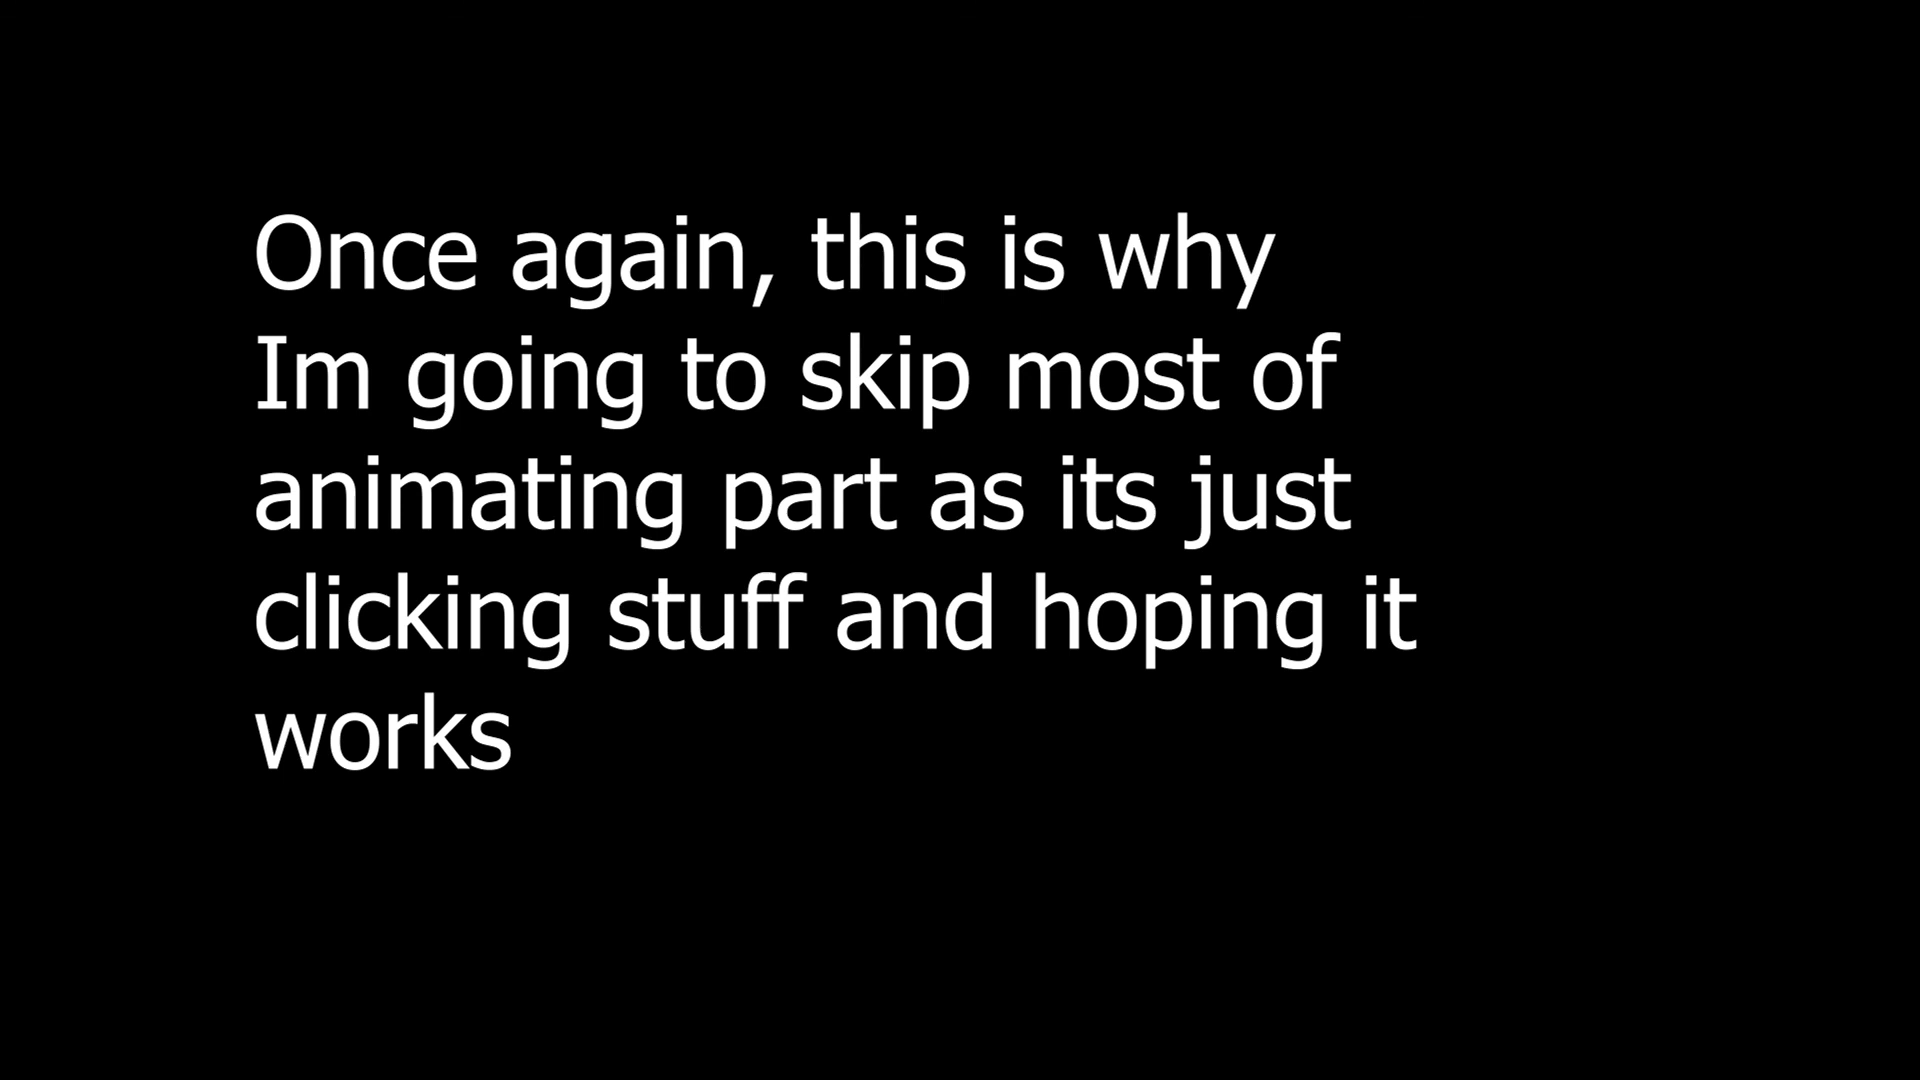 Once again, this is why
Im going to skip most of
animating part as its just
clicking stuff and hoping it
works